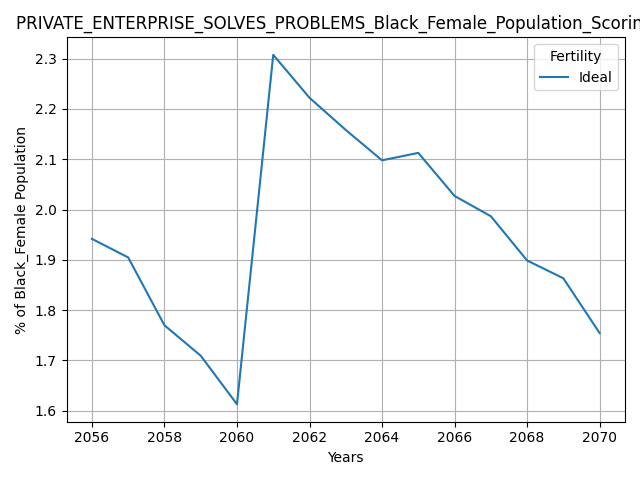 PRIVATE_ENTERPRISE_SOLVES_PROBLEMS_Black_Female_Population_Scorin
Fertility
Ideal
% of Black_Female Population
2.3
2.2
2.1
2.0
1.9
1.8
1.7
1.6
2056 2058 2060 2062 2064 2066 2068 2070
Years